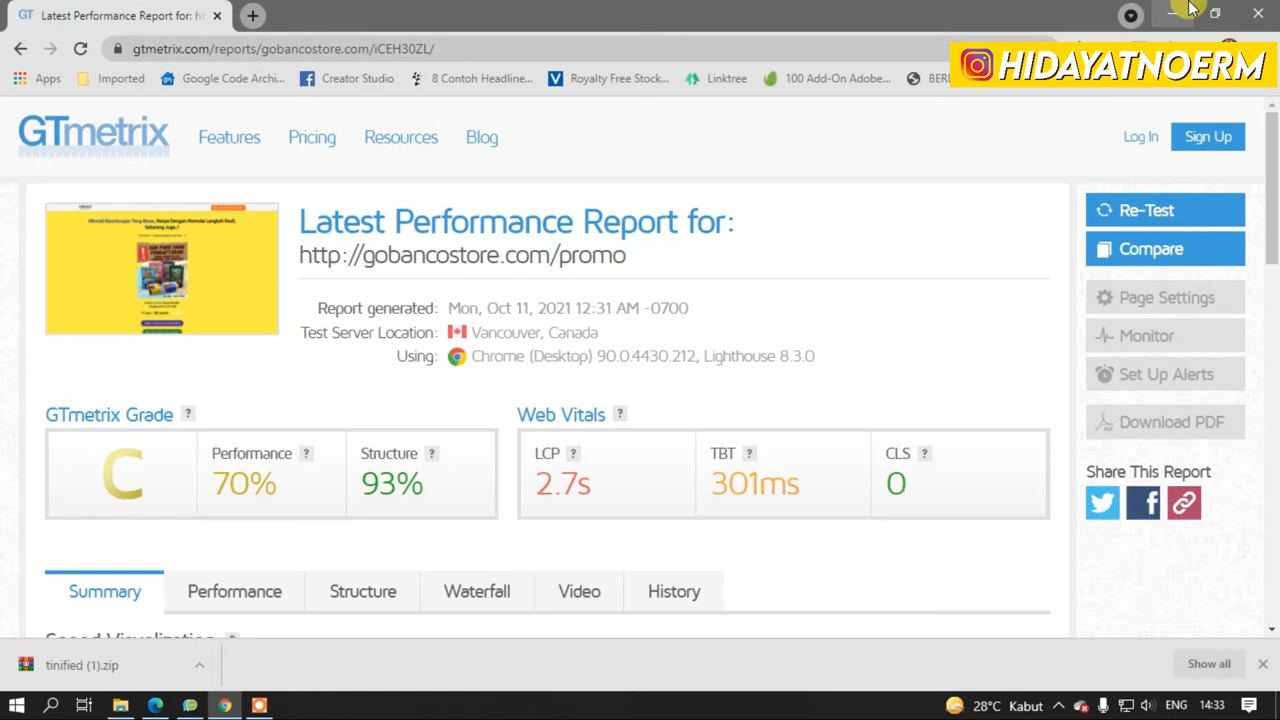 GT Latest Performance Report for: h
gtmetrix.com/reports/gobancostore.com/iCEH30ZL/
Apps Imported Google Code Archi... Creator Studio 8 Contoh Headline... Royalty Free Stock... Linktree 100 Add-On Adobe...
HIDAYATNOERM
GTmetrix
Features Pricing Resources Blog
Log In Sign Up
Latest Performance Report for:
http://gobancostore.com/promo
Report generated: Mon, Oct 11, 2021 12:31 AM -0700
Test Server Location: Vancouver, Canada
Using: Chrome (Desktop) 90.0.4430.212, Lighthouse 8.3.0
Re-Test
Compare
Page Settings
Monitor
Set Up Alerts
Download PDF
Share This Report
GTmetrix Grade ?
Web Vitals ?
C
Performance ?
70%
Structure ?
93%
LCP ?
2.7s
TBT ?
301ms
CLS ?
0
Summary Performance Structure Waterfall Video History
Speed Visualization ?
tinified (1).zip
Show all
28°C Kabut ENG 14:33